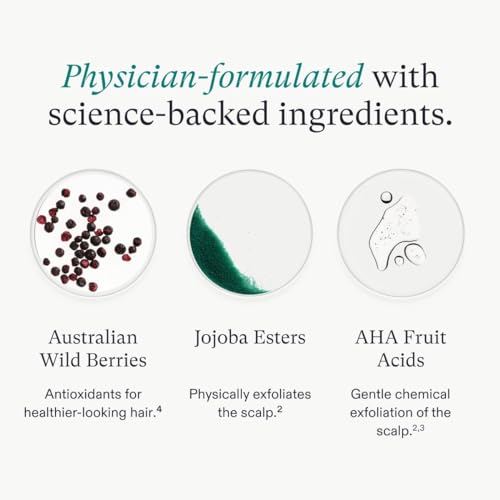 Physician-formulated with
science-backed ingredients.
Australian
Wild Berries
Antioxidants for
healthier-looking hair.⁴
Jojoba Esters
Physically exfoliates
the scalp.²
AHA Fruit
Acids
Gentle chemical
exfoliation of the
scalp.²,³